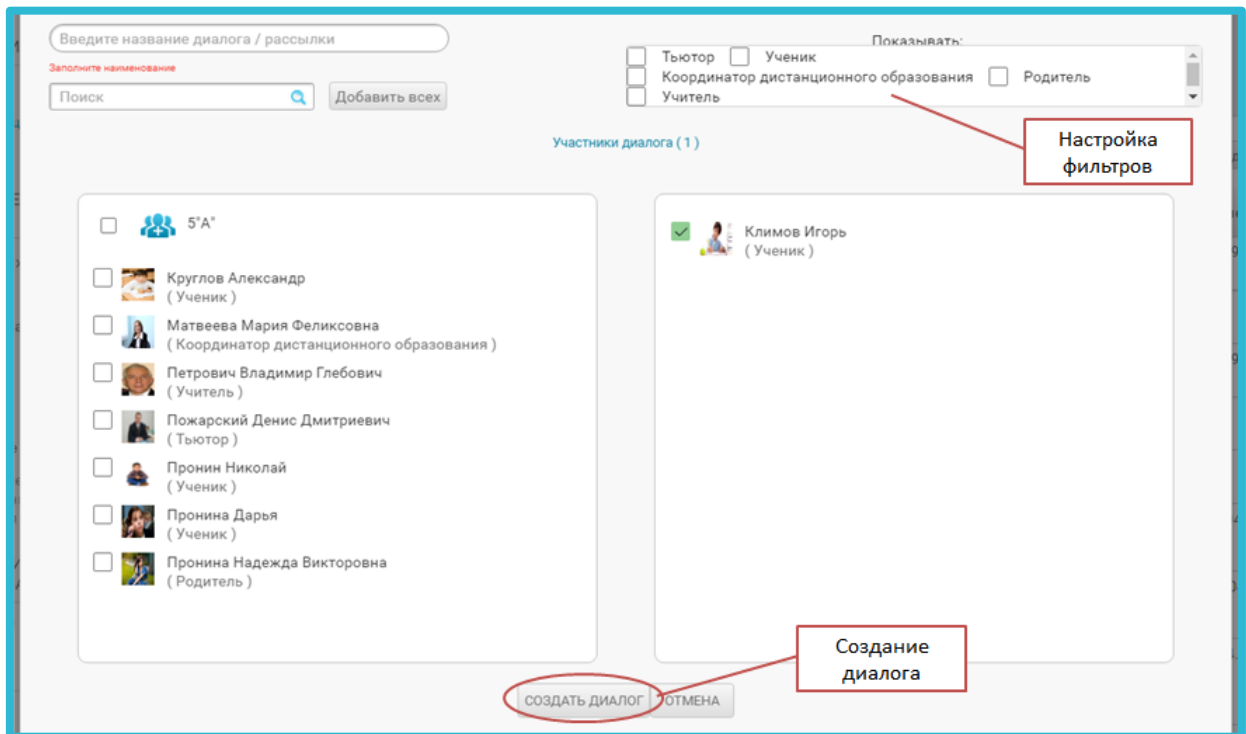 Введите название диалога / рассылки
Показывать:
Заполните наименование
Тьютор Ученик
Координатор дистанционного образования Родитель
Учитель
Поиск Добавить всех
Настройка
фильтров
Участники диалога ( 1 )
5"А"
Круглов Александр
( Ученик )
Матвеева Мария Феликсовна
( Координатор дистанционного образования )
Петрович Владимир Глебович
( Учитель )
Пожарский Денис Дмитриевич
( Тьютор )
Пронин Николай
( Ученик )
Пронина Дарья
( Ученик )
Пронина Надежда Викторовна
( Родитель )
Климов Игорь
( Ученик )
Создание
диалога
СОЗДАТЬ ДИАЛОГ ОТМЕНА